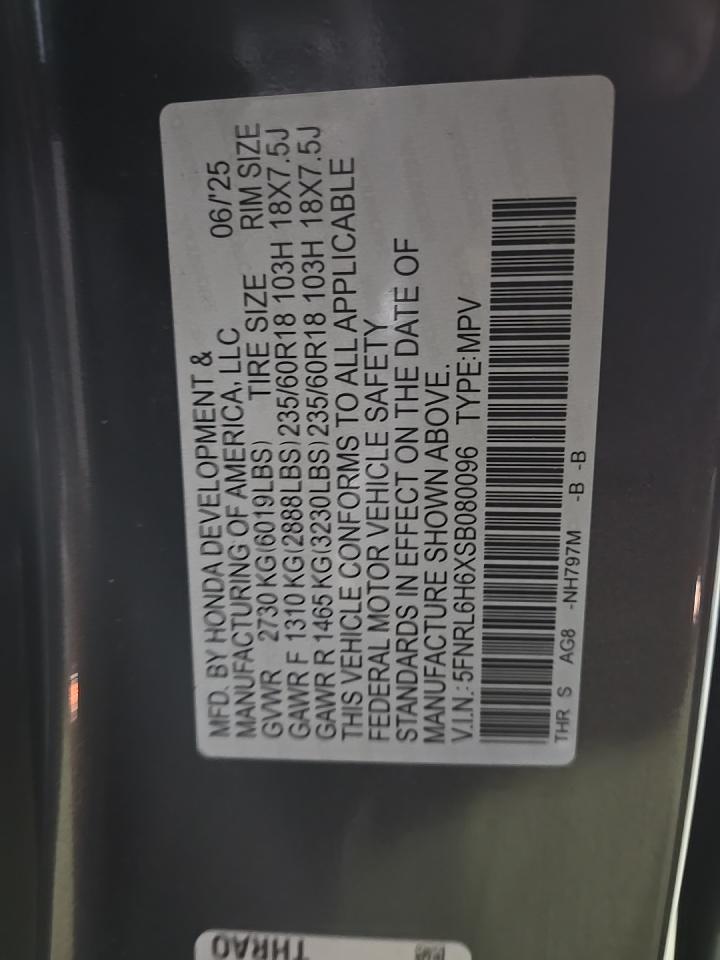 MFD. BY HONDA DEVELOPMENT &
MANUFACTURING OF AMERICA, LLC 06/'25
GVWR 2730 KG(6019LBS) TIRE SIZE RIM SIZE
GAWR F 1310 KG(2888LBS)235/60R18 103H 18X7.5J
GAWR R 1465 KG(3230LBS)235/60R18 103H 18X7.5J
THIS VEHICLE CONFORMS TO ALL APPLICABLE
FEDERAL MOTOR VEHICLE SAFETY
STANDARDS IN EFFECT ON THE DATE OF
MANUFACTURE SHOWN ABOVE.
V.I.N.:5FNRL6H6XSB080096 TYPE:MPV
THR S AG8 -NH797M -B -B
THRAO